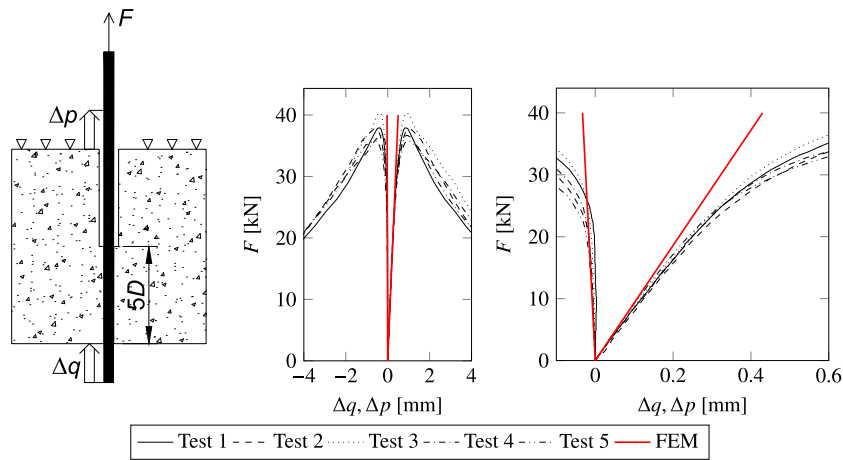 F
Δp
5D
Δq
F [kN]
40
30
20
10
0
−4 −2 0 2 4
Δq, Δp [mm]
F [kN]
40
30
20
10
0
0 0.2 0.4 0.6
Δq, Δp [mm]
Test 1 Test 2 Test 3 Test 4 Test 5 FEM